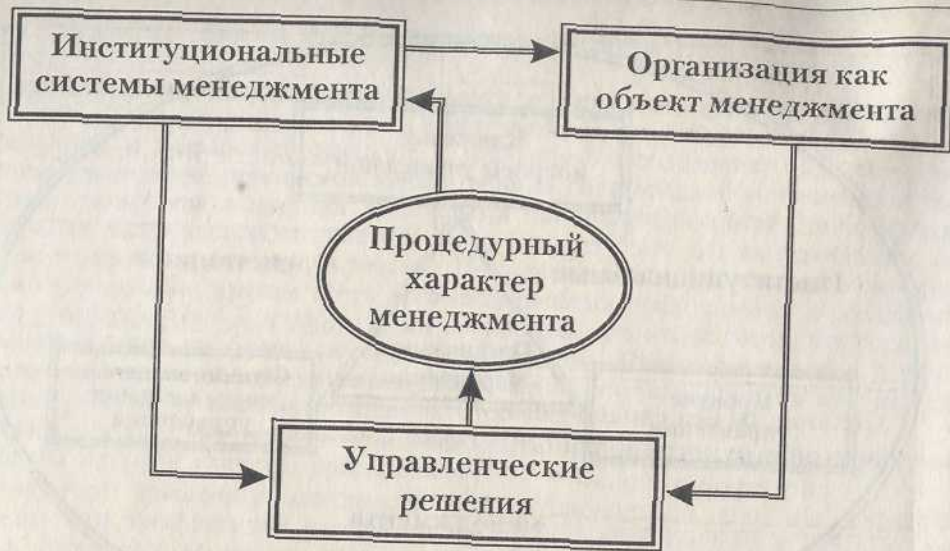 Институциональные
системы менеджмента
Организация как
объект менеджмента
Процедурный
характер
менеджмента
Управленческие
решения